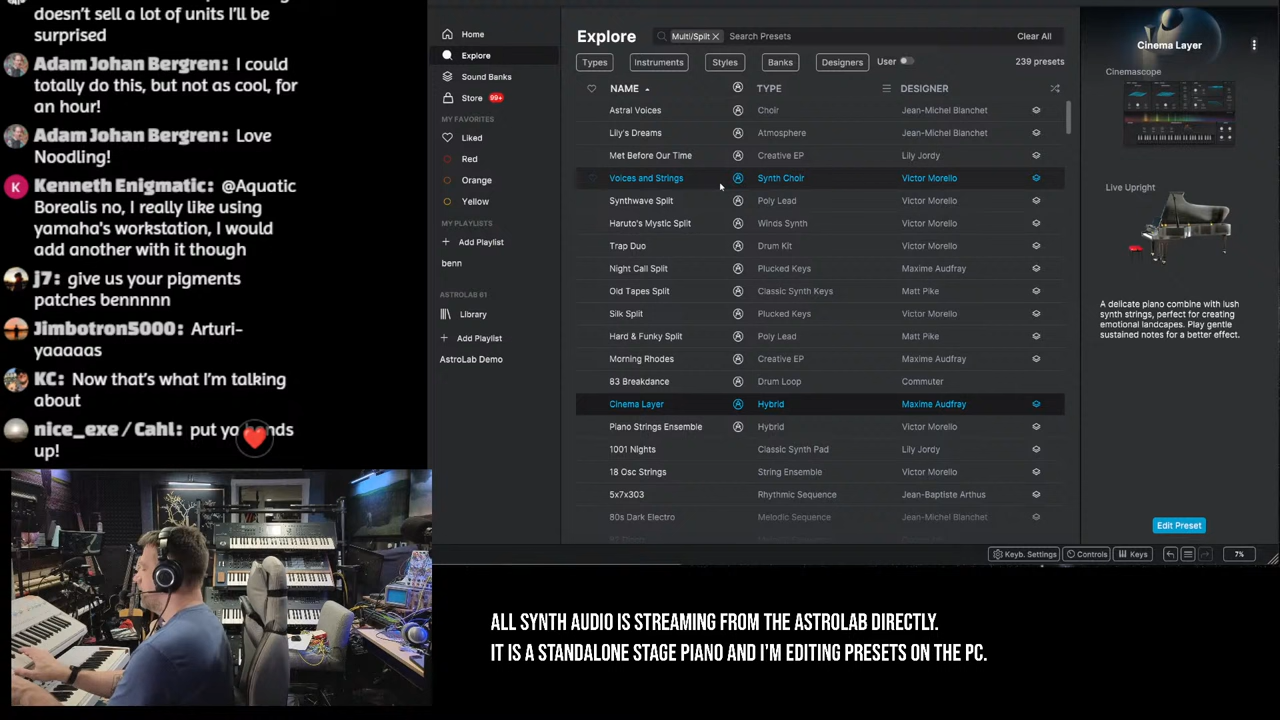 doesn't sell a lot of units I'll be
surprised
Adam Johan Bergren: I could
totally do this, but not as cool, for
an hour!
Adam Johan Bergren: Love
Noodling!
K Kenneth Enigmatic: @Aquatic
Borealis no, I really like using
yamaha's workstation, I would
add another with it though
j7: give us your pigments
patches bennnnn
Jimbotron5000: Arturi-
yaaaaas
KC: Now that's what I'm talking
about
nice_exe / Cahl: put ya hands
up!
Home
Explore
Sound Banks
Store 99+
MY FAVORITES
Liked
Red
Orange
Yellow
MY PLAYLISTS
+ Add Playlist
benn
ASTROLAB 61
Library
+ Add Playlist
AstroLab Demo
Explore Multi/Split × Search Presets Clear All
Types Instruments Styles Banks Designers User 239 presets
NAME TYPE DESIGNER
Astral Voices Choir Jean-Michel Blanchet
Lily's Dreams Atmosphere Jean-Michel Blanchet
Met Before Our Time Creative EP Lily Jordy
Voices and Strings Synth Choir Victor Morello
Synthwave Split Poly Lead Victor Morello
Haruto's Mystic Split Winds Synth Victor Morello
Trap Duo Drum Kit Victor Morello
Night Call Split Plucked Keys Maxime Audfray
Old Tapes Split Classic Synth Keys Matt Pike
Silk Split Plucked Keys Victor Morello
Hard & Funky Split Poly Lead Matt Pike
Morning Rhodes Creative EP Maxime Audfray
83 Breakdance Drum Loop Commuter
Cinema Layer Hybrid Maxime Audfray
Piano Strings Ensemble Hybrid Victor Morello
1001 Nights Classic Synth Pad Lily Jordy
18 Osc Strings String Ensemble Victor Morello
5x7x303 Rhythmic Sequence Jean-Baptiste Arthus
80s Dark Electro Melodic Sequence Jean-Michel Blanchet
Cinema Layer
Cinemascope
Live Upright
A delicate piano combine with lush
synth strings, perfect for creating
emotional landscapes. Play gentle
sustained notes for a better effect.
Edit Preset
Keyb. Settings Controls Keys 7%
ALL SYNTH AUDIO IS STREAMING FROM THE ASTROLAB DIRECTLY.
IT IS A STANDALONE STAGE PIANO AND I'M EDITING PRESETS ON THE PC.